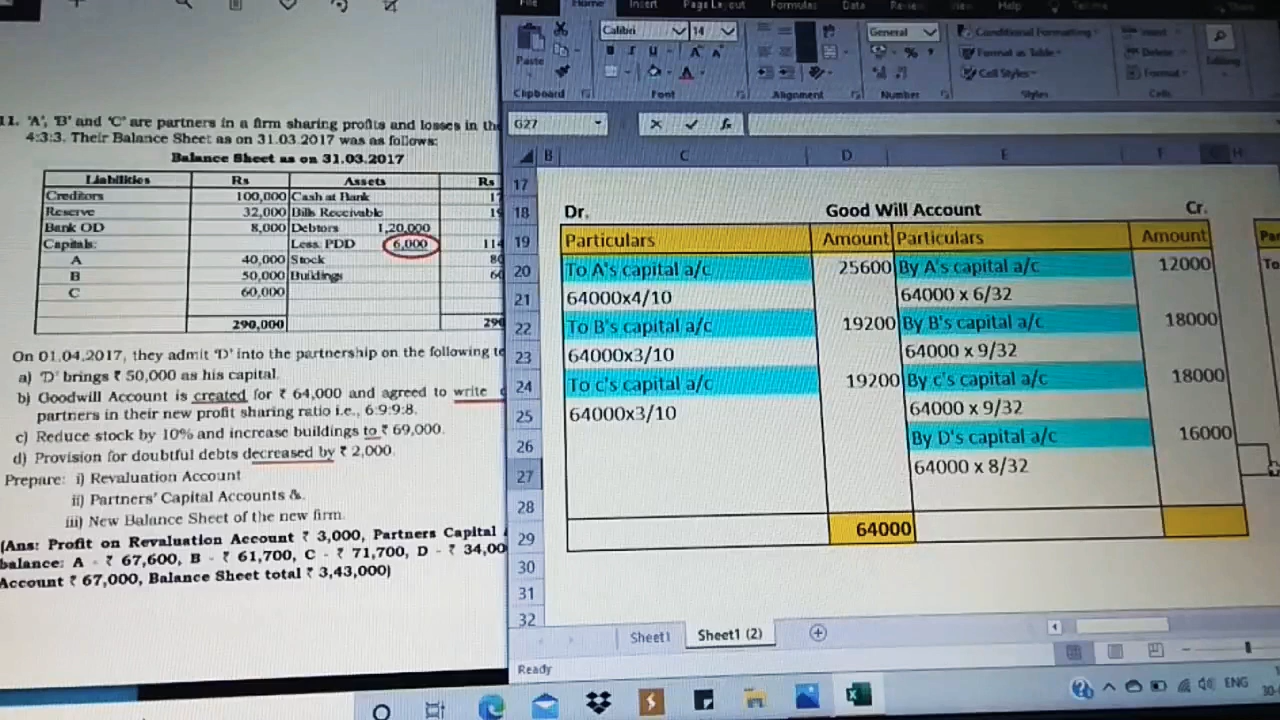 File Home Insert Page Layout Formulas Data Review View Help
Calibri 14 General Conditional Formatting
Format as Table
Cell Styles
Insert
Delete
Format
Paste
Editing
Clipboard Font Alignment Number Styles Cells
G27
B C D E F G H
11. 'A', 'B' and 'C' are partners in a firm sharing profits and losses in the
4:3:3. Their Balance Sheet as on 31.03.2017 was as follows:
Balance Sheet as on 31.03.2017
Liabilities Rs Assets Rs
Creditors 100,000 Cash at Bank
Reserve 32,000 Bills Receivable
Bank OD 8,000 Debtors 1,20,000
Capitals: Less: PDD 6,000 114
A 40,000 Stock
B 50,000 Buildings
C 60,000
290,000 290
On 01.04.2017, they admit 'D' into the partnership on the following
a) 'D' brings ₹ 50,000 as his capital.
b) Goodwill Account is created for ₹ 64,000 and agreed to write
partners in their new profit sharing ratio i.e., 6:9:9:8.
c) Reduce stock by 10% and increase buildings to ₹ 69,000.
d) Provision for doubtful debts decreased by ₹ 2,000.
Prepare: i) Revaluation Account
ii) Partners' Capital Accounts &
iii) New Balance Sheet of the new firm.
(Ans: Profit on Revaluation Account ₹ 3,000, Partners Capital
balance: A - ₹ 67,600, B - ₹ 61,700, C - ₹ 71,700, D - ₹ 34,00
Account ₹ 67,000, Balance Sheet total ₹ 3,43,000)
17
18 Dr. Good Will Account Cr.
19 Particulars Amount Particulars Amount
20 To A's capital a/c 25600 By A's capital a/c 12000
21 64000x4/10 64000 x 6/32
22 To B's capital a/c 19200 By B's capital a/c 18000
23 64000x3/10 64000 x 9/32
24 To c's capital a/c 19200 By c's capital a/c 18000
25 64000x3/10 64000 x 9/32
26 By D's capital a/c 16000
27 64000 x 8/32
28
29 64000
30
31
32
Sheet1 Sheet1 (2)
Ready
ENG